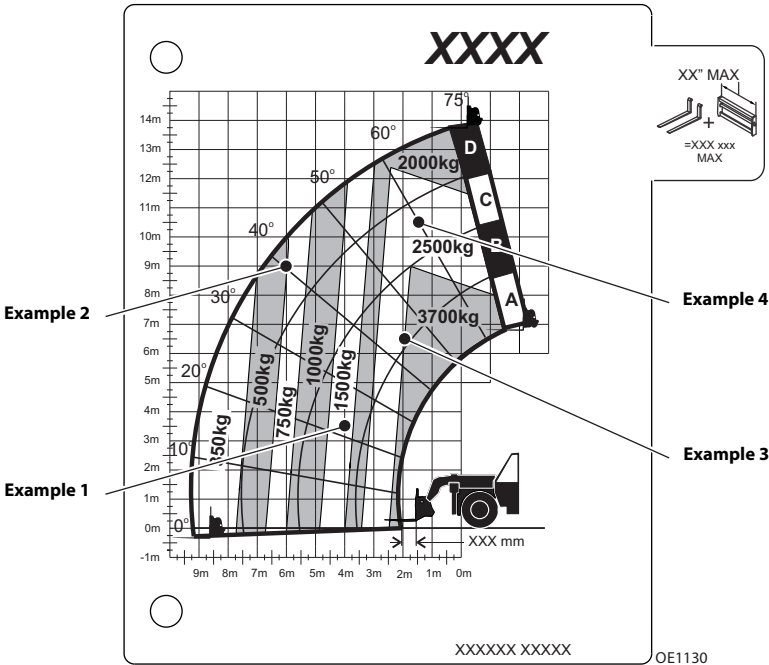 XXXX
XX" MAX
+
=XXX xxx
MAX
75°
60°
50°
40°
30°
20°
10°
0°
14m
13m
12m
11m
10m
9m
8m
7m
6m
5m
4m
3m
2m
1m
0m
-1m
D
C
B
A
2000kg
2500kg
3700kg
1500kg
1000kg
750kg
500kg
350kg
Example 2
Example 4
Example 3
Example 1
XXX mm
9m 8m 7m 6m 5m 4m 3m 2m 1m 0m
XXXXXX XXXXX
OE1130